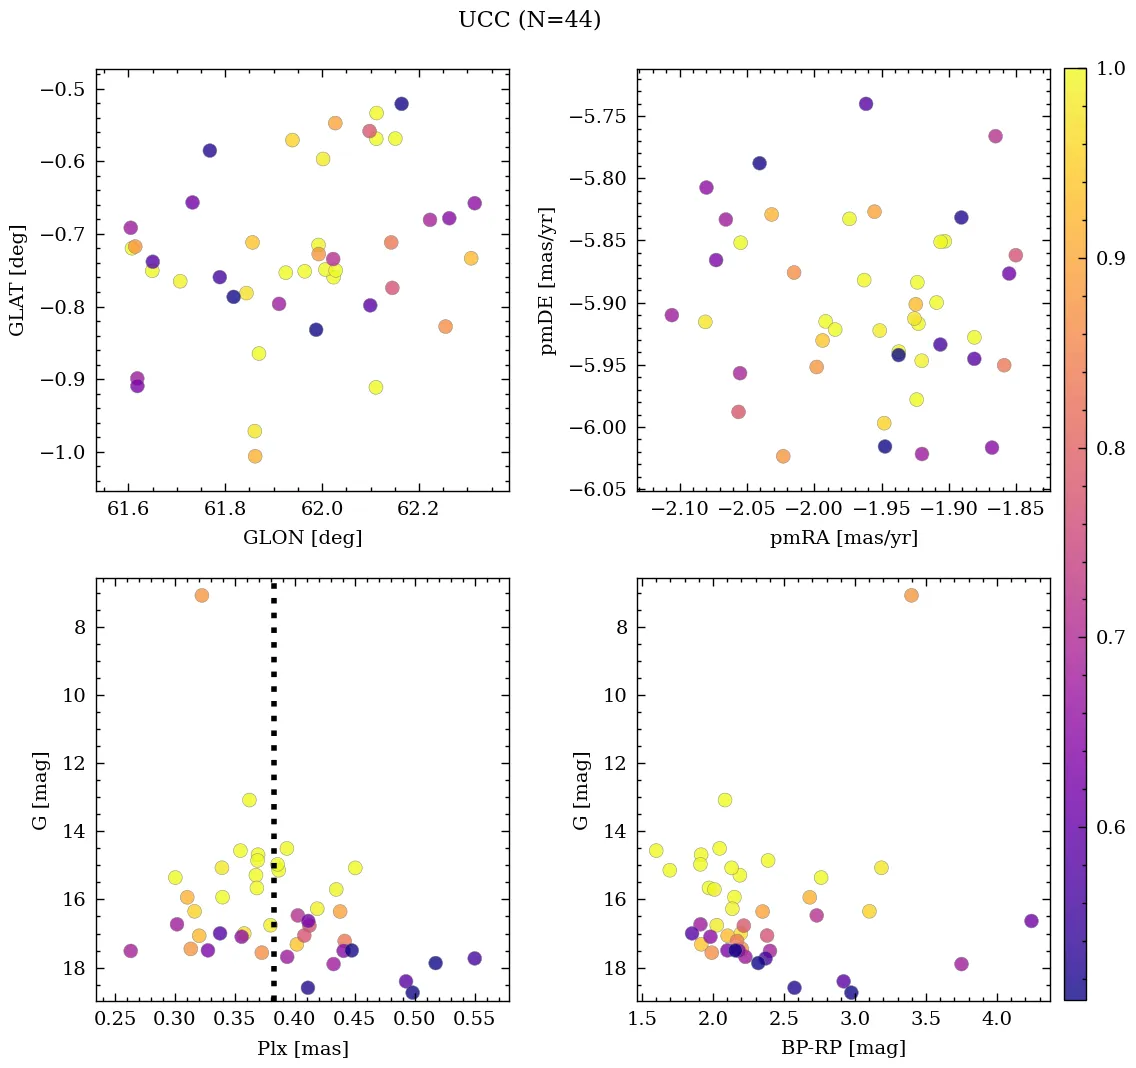 UCC (N=44)
−0.5
−0.6
−0.7
−0.8
−0.9
−1.0
GLAT [deg]
61.6 61.8 62.0 62.2
GLON [deg]
−5.75
−5.80
−5.85
−5.90
−5.95
−6.00
−6.05
pmDE [mas/yr]
−2.10 −2.05 −2.00 −1.95 −1.90 −1.85
pmRA [mas/yr]
8
10
12
14
16
18
G [mag]
0.25 0.30 0.35 0.40 0.45 0.50 0.55
Plx [mas]
8
10
12
14
16
18
G [mag]
1.5 2.0 2.5 3.0 3.5 4.0
BP-RP [mag]
1.0
0.9
0.8
0.7
0.6